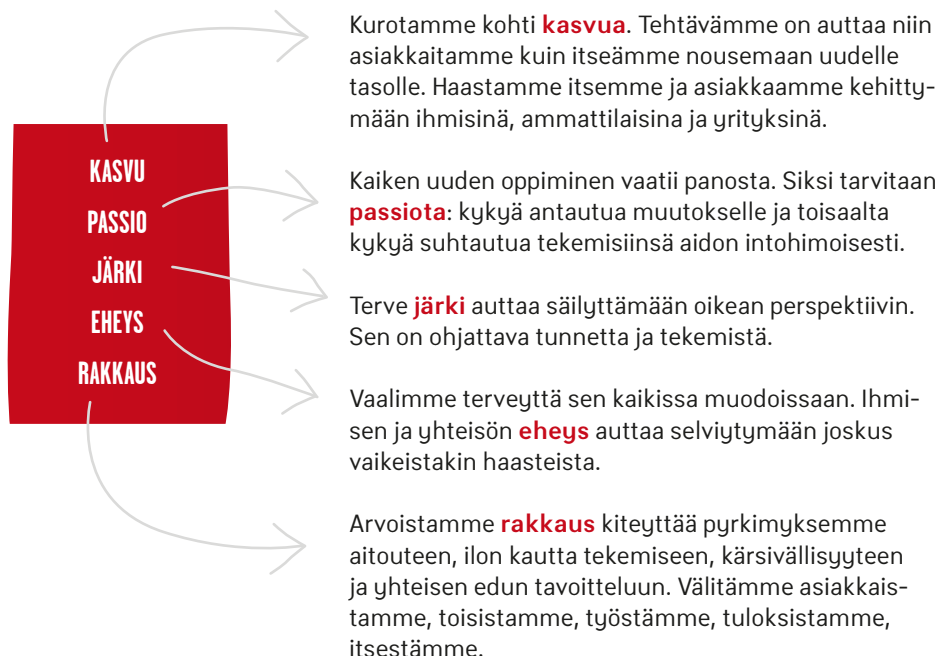 KASVU
PASSIO
JÄRKI
EHEYS
RAKKAUS
Kurotamme kohti kasvua. Tehtävämme on auttaa niin
asiakkaitamme kuin itseämme nousemaan uudelle
tasolle. Haastamme itsemme ja asiakkaamme kehitty-
mään ihmisinä, ammattilaisina ja yrityksinä.
Kaiken uuden oppiminen vaatii panosta. Siksi tarvitaan
passiota: kykyä antautua muutokselle ja toisaalta
kykyä suhtautua tekemisiinsä aidon intohimoisesti.
Terve järki auttaa säilyttämään oikean perspektiivin.
Sen on ohjattava tunnetta ja tekemistä.
Vaalimme terveyttä sen kaikissa muodoissaan. Ihmi-
sen ja yhteisön eheys auttaa selviytymään joskus
vaikeistakin haasteista.
Arvoistamme rakkaus kiteyttää pyrkimyksemme
aitouteen, ilon kautta tekemiseen, kärsivällisyyteen
ja yhteisen edun tavoitteluun. Välitämme asiakkais-
tamme, toisistamme, työstämme, tuloksistamme,
itsestämme.